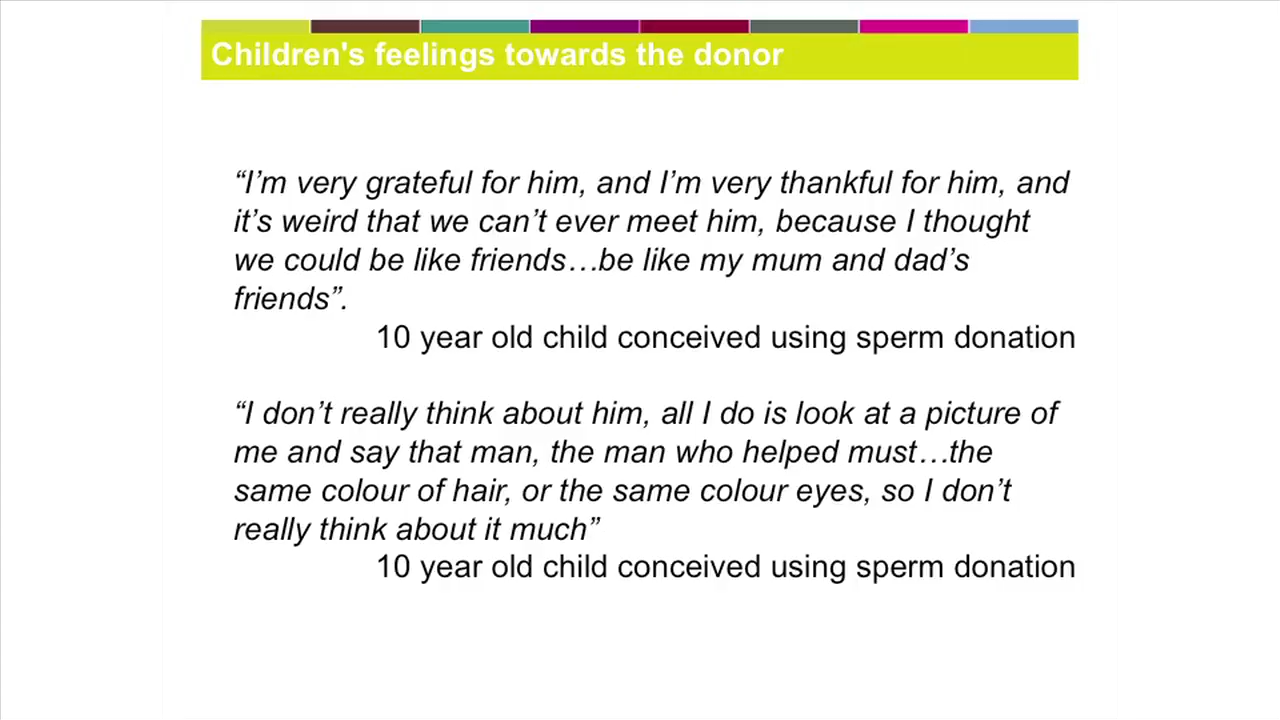 Children's feelings towards the donor
“I’m very grateful for him, and I’m very thankful for him, and
it’s weird that we can’t ever meet him, because I thought
we could be like friends…be like my mum and dad’s
friends”.
10 year old child conceived using sperm donation
“I don’t really think about him, all I do is look at a picture of
me and say that man, the man who helped must…the
same colour of hair, or the same colour eyes, so I don’t
really think about it much”
10 year old child conceived using sperm donation